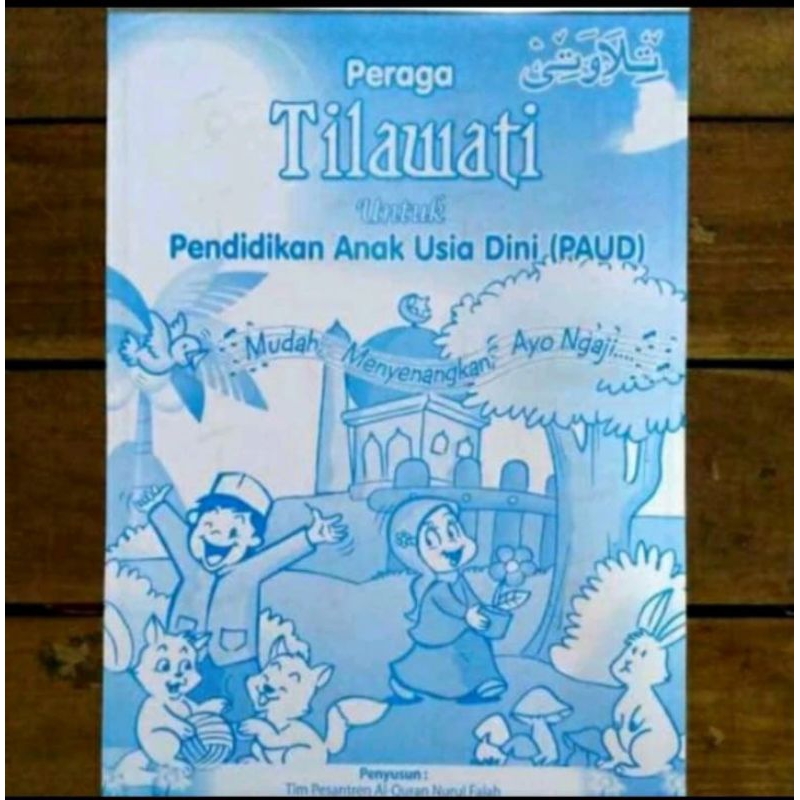 تِلَاوَتِىْ
Peraga
Tilawati
Untuk
Pendidikan Anak Usia Dini (PAUD)
Mudah, Menyenangkan, Ayo Ngaji....
Penyusun :
Tim Pesantren Al-Quran Nurul Falah